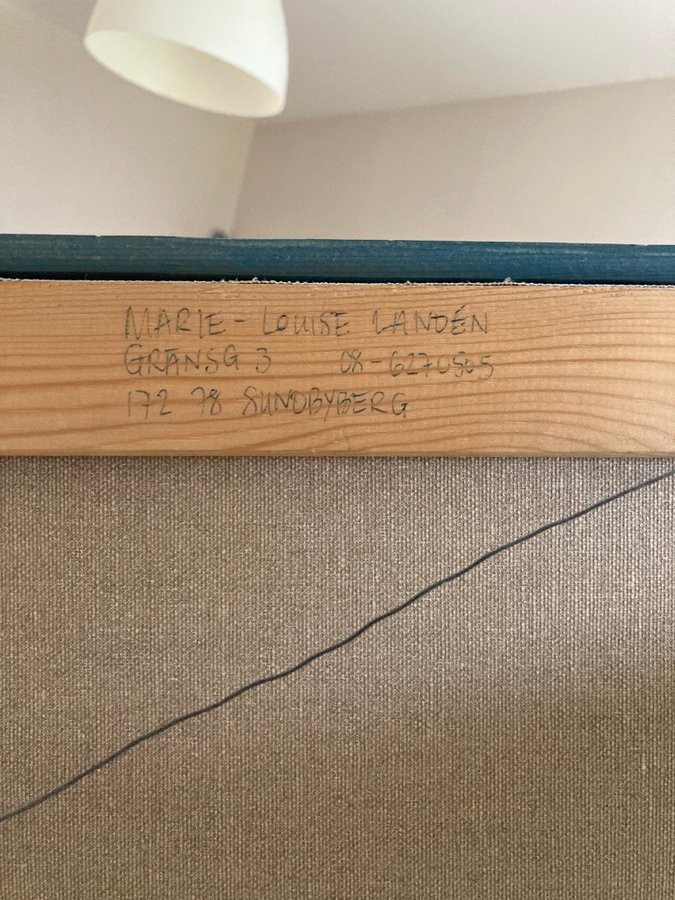 MARIE - LOUISE LANDÉN
GRÄNSG 3 08-6270505
172 78 SUNDBYBERG